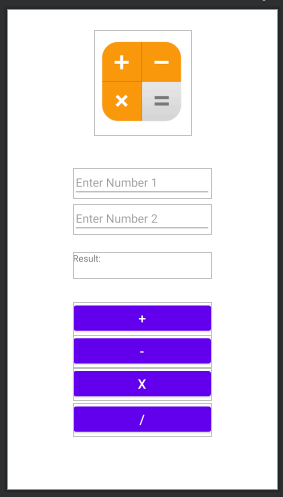 + −
× =
Enter Number 1
Enter Number 2
Result:
+
-
X
/